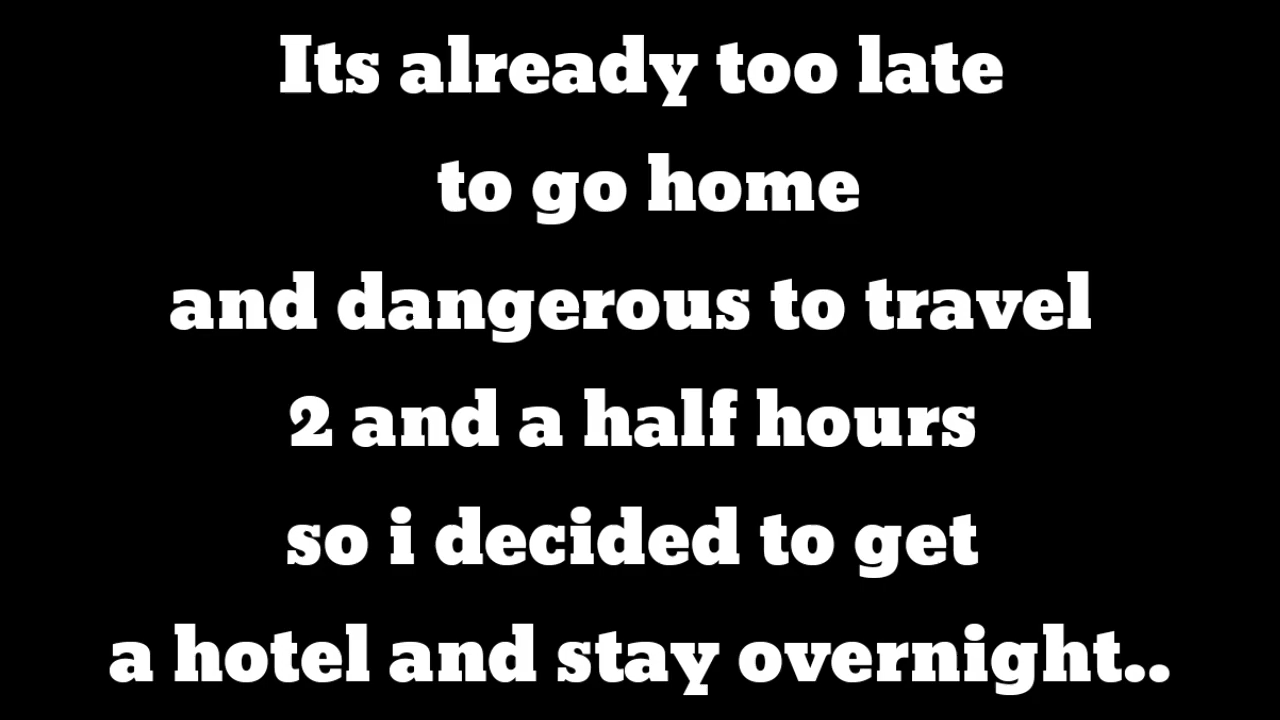 Its already too late
to go home
and dangerous to travel
2 and a half hours
so i decided to get
a hotel and stay overnight..